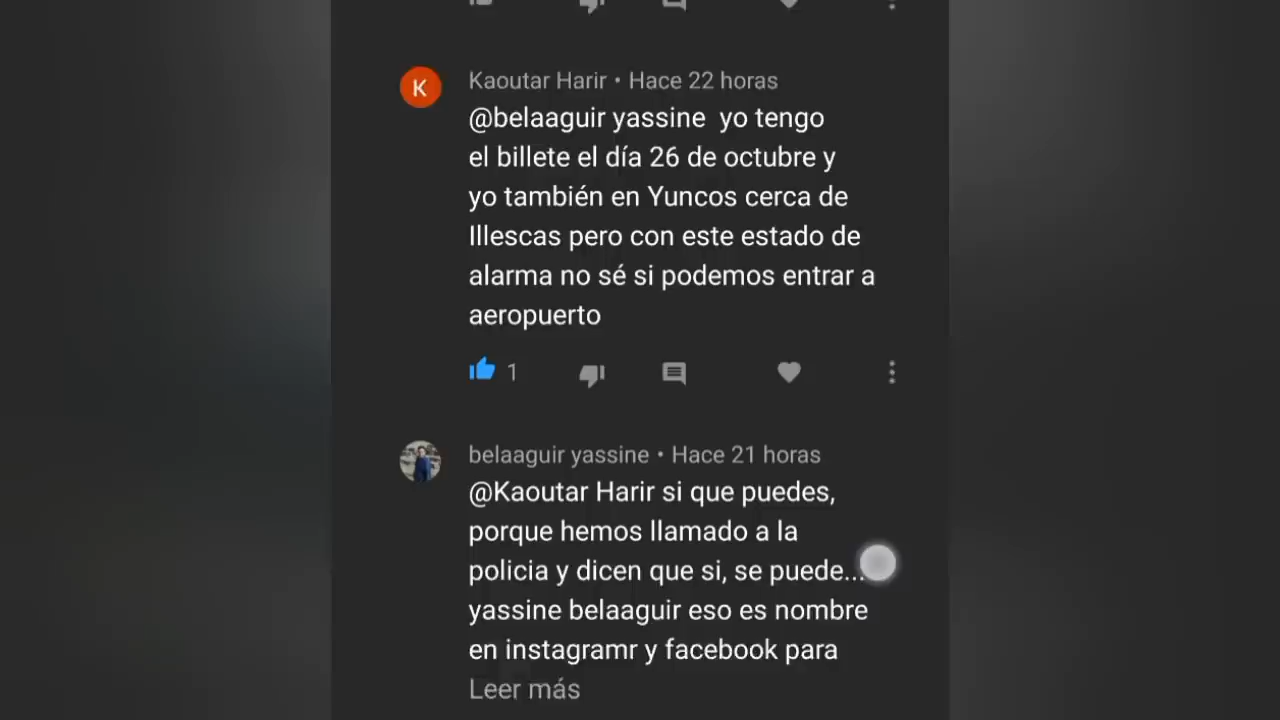 K
Kaoutar Harir • Hace 22 horas
@belaaguir yassine yo tengo
el billete el día 26 de octubre y
yo también en Yuncos cerca de
Illescas pero con este estado de
alarma no sé si podemos entrar a
aeropuerto
1
belaaguir yassine • Hace 21 horas
@Kaoutar Harir si que puedes,
porque hemos llamado a la
policia y dicen que si, se puede...
yassine belaaguir eso es nombre
en instagramr y facebook para
Leer más